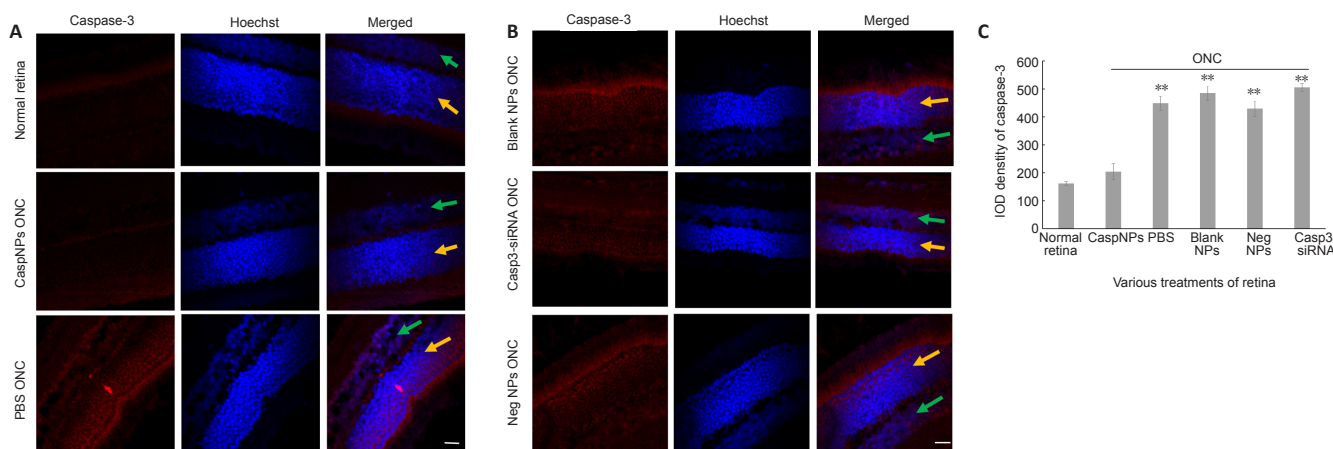 A
Caspase-3
Hoechst
Merged
Normal retina
CaspNPs ONC
PBS ONC
B
Caspase-3
Hoechst
Merged
Blank NPs ONC
Casp3-siRNA ONC
Neg NPs ONC
C
ONC
IOD denstity of caspase-3
600
500
400
300
200
100
0
**
**
**
**
Normal
retina
CaspNPs
PBS
Blank
NPs
Neg
NPs
Casp3
siRNA
Various treatments of retina